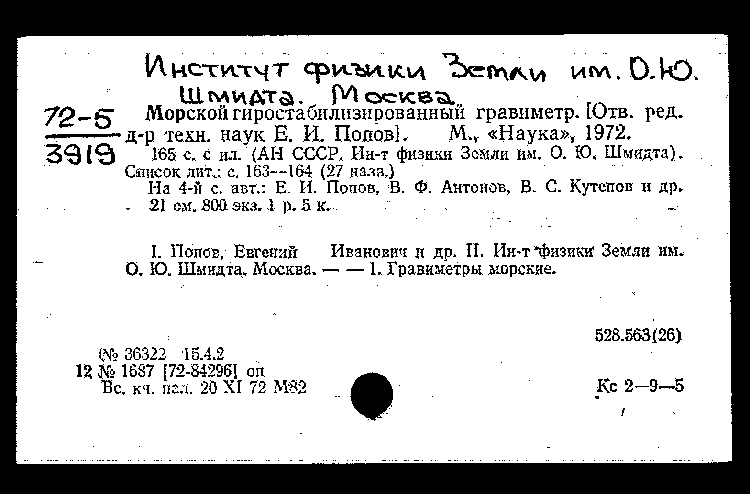 Институт физики Земли им. О.Ю.
Шмидта. Москва.
72-5
3919
Морской гиростабилизированный гравиметр. [Отв. ред.
д-р техн. наук Е. И. Попов]. М., «Наука», 1972.
165 с. с ил. (АН СССР. Ин-т физики Земли им. О. Ю. Шмидта).
Список лит.: с. 163—164 (27 назв.)
На 4-й с. авт.: Е. И. Попов, В. Ф. Антонов, В. С. Кутепов и др.
21 см. 800 экз. 1 р. 5 к.
I. Попов, Евгений Иванович и др. II. Ин-т физики Земли им.
О. Ю. Шмидта. Москва. — — 1. Гравиметры морские.
528.563(26)
(№ 36322 15.4.2
12 № 1687 [72-84296] оп
Вс. кн. пал. 20 XI 72 М82
Кс 2—9—5